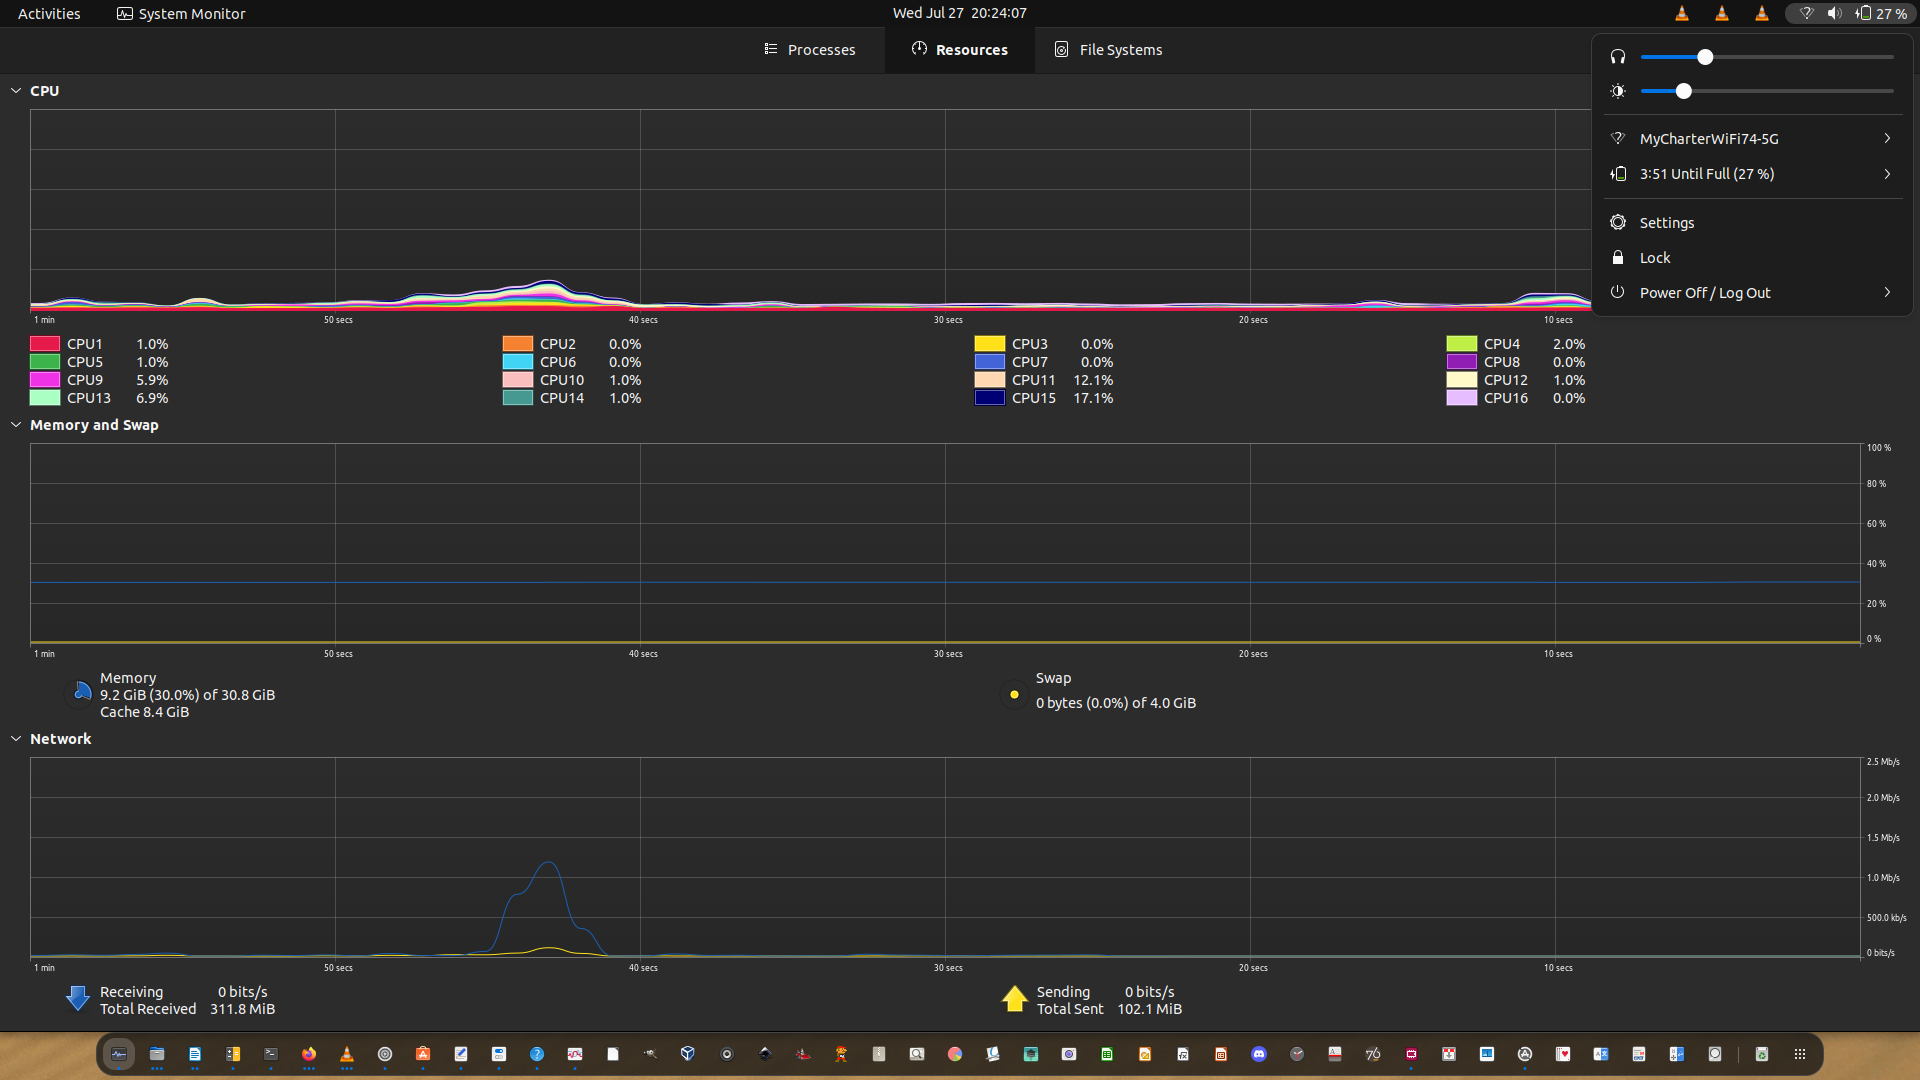 Activities
System Monitor
Wed Jul 27 20:24:07
27 %
Processes
Resources
File Systems
MyCharterWiFi74-5G
3:51 Until Full (27 %)
Settings
Lock
Power Off / Log Out
CPU
1 min 50 secs 40 secs 30 secs 20 secs 10 secs
CPU1 1.0% CPU2 0.0% CPU3 0.0% CPU4 2.0%
CPU5 1.0% CPU6 0.0% CPU7 0.0% CPU8 0.0%
CPU9 5.9% CPU10 1.0% CPU11 12.1% CPU12 1.0%
CPU13 6.9% CPU14 1.0% CPU15 17.1% CPU16 0.0%
Memory and Swap
100 %
80 %
60 %
40 %
20 %
0 %
1 min 50 secs 40 secs 30 secs 20 secs 10 secs
Memory
9.2 GiB (30.0%) of 30.8 GiB
Cache 8.4 GiB
Swap
0 bytes (0.0%) of 4.0 GiB
Network
2.5 Mb/s
2.0 Mb/s
1.5 Mb/s
1.0 Mb/s
500.0 kb/s
0 bits/s
1 min 50 secs 40 secs 30 secs 20 secs 10 secs
Receiving 0 bits/s
Total Received 311.8 MiB
Sending 0 bits/s
Total Sent 102.1 MiB